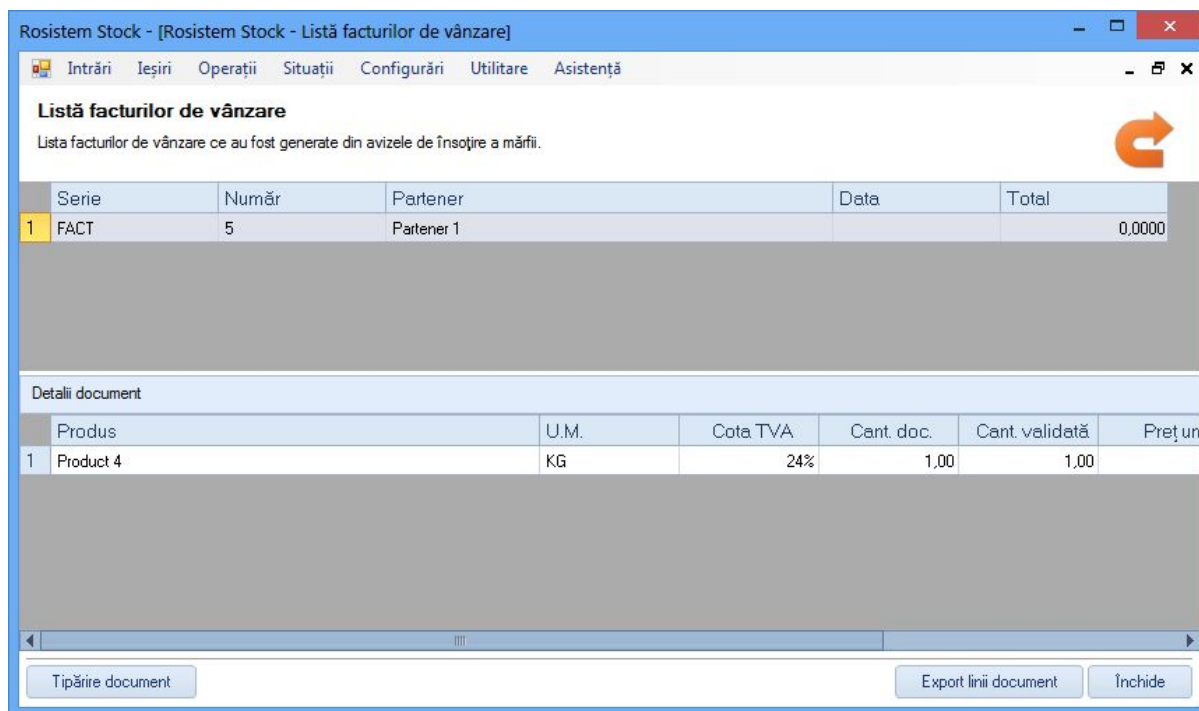 Rosistem Stock - [Rosistem Stock - Listă facturilor de vânzare]
Intrări Ieșiri Operații Situații Configurări Utilitare Asistență
Listă facturilor de vânzare
Lista facturilor de vânzare ce au fost generate din avizele de însoțire a mărfii.
Serie Număr Partener Data Total
1 FACT 5 Partener 1 0,0000
Detalii document
Produs U.M. Cota TVA Cant. doc. Cant. validată Preț un
1 Product 4 KG 24% 1,00 1,00
Tipărire document Export linii document Închide